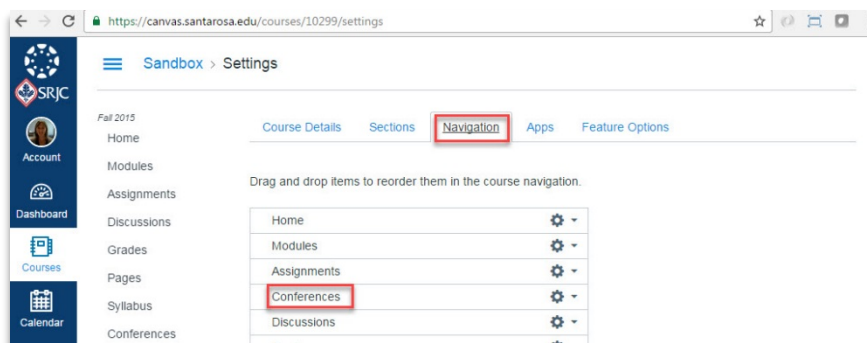 https://canvas.santarosa.edu/courses/10299/settings
Sandbox > Settings
SRJC
Account
Dashboard
Courses
Calendar
Fall 2015
Home
Modules
Assignments
Discussions
Grades
Pages
Syllabus
Conferences
Course Details Sections Navigation Apps Feature Options
Drag and drop items to reorder them in the course navigation.
Home
Modules
Assignments
Conferences
Discussions